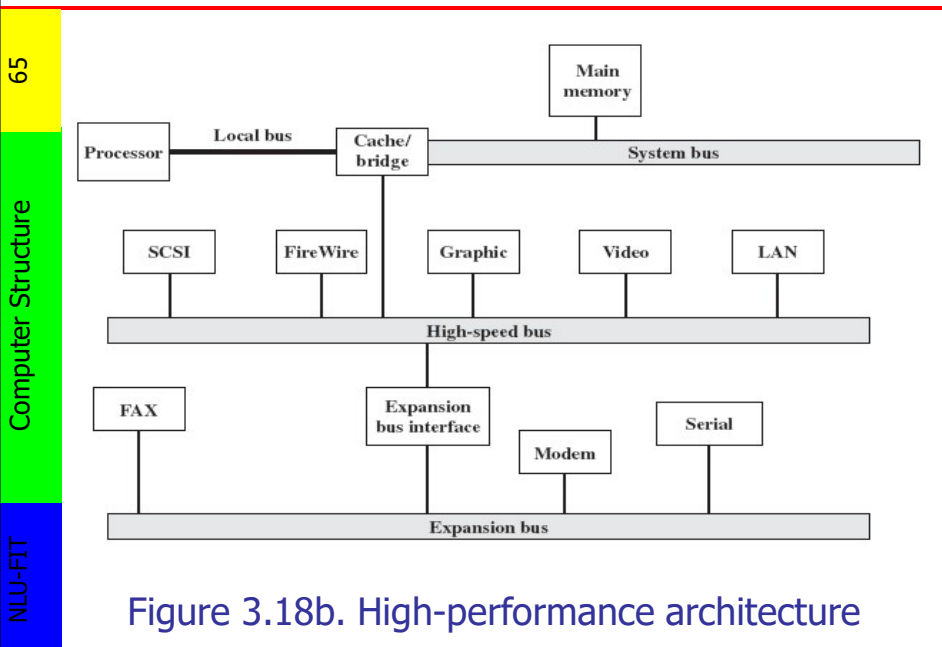 65
Computer Structure
NLU-FIT
Main
memory
Processor
Local bus
Cache/
bridge
System bus
SCSI
FireWire
Graphic
Video
LAN
High-speed bus
FAX
Expansion
bus interface
Modem
Serial
Expansion bus
Figure 3.18b. High-performance architecture